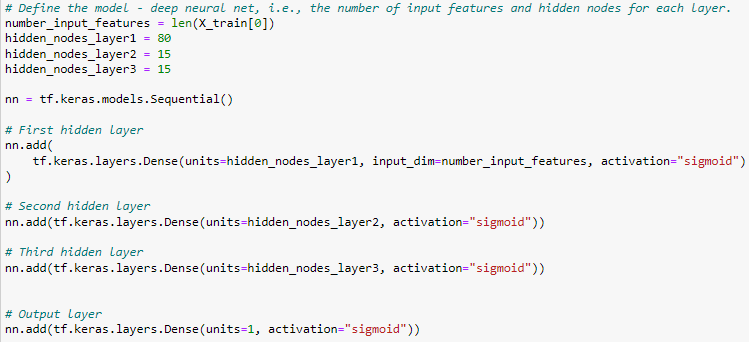 # Define the model - deep neural net, i.e., the number of input features and hidden nodes for each layer.
number_input_features = len(X_train[0])
hidden_nodes_layer1 = 80
hidden_nodes_layer2 = 15
hidden_nodes_layer3 = 15
nn = tf.keras.models.Sequential()
# First hidden layer
nn.add(
    tf.keras.layers.Dense(units=hidden_nodes_layer1, input_dim=number_input_features, activation="sigmoid")
)
# Second hidden layer
nn.add(tf.keras.layers.Dense(units=hidden_nodes_layer2, activation="sigmoid"))
# Third hidden layer
nn.add(tf.keras.layers.Dense(units=hidden_nodes_layer3, activation="sigmoid"))
# Output layer
nn.add(tf.keras.layers.Dense(units=1, activation="sigmoid"))